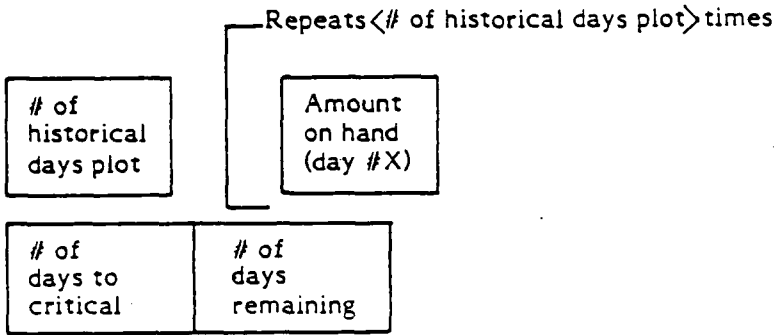 Repeats <# of historical days plot> times
# of
historical
days plot
Amount
on hand
(day #X)
# of
days to
critical
# of
days
remaining